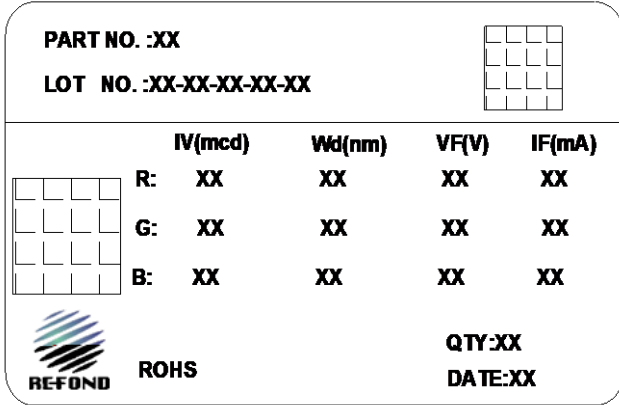 PART NO. :XX
LOT NO. :XX-XX-XX-XX-XX
IV(mcd) Wd(nm) VF(V) IF(mA)
R: XX XX XX XX
G: XX XX XX XX
B: XX XX XX XX
QTY:XX
REFOND ROHS DATE:XX